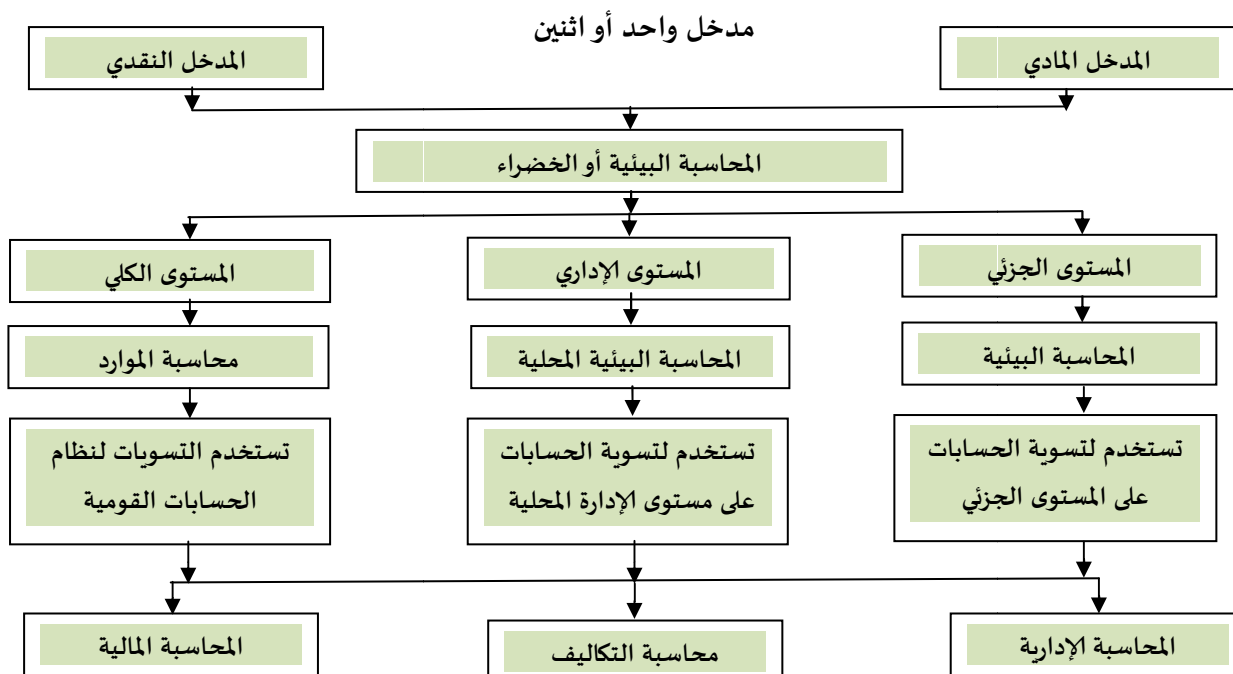 مدخل واحد أو اثنين
المدخل المادي
المدخل النقدي
المحاسبة البيئية أو الخضراء
المستوى الجزئي
المستوى الإداري
المستوى الكلي
المحاسبة البيئية
المحاسبة البيئية المحلية
محاسبة الموارد
تستخدم لتسوية الحسابات
على المستوى الجزئي
تستخدم لتسوية الحسابات
على مستوى الإدارة المحلية
تستخدم التسويات لنظام
الحسابات القومية
المحاسبة الإدارية
محاسبة التكاليف
المحاسبة المالية